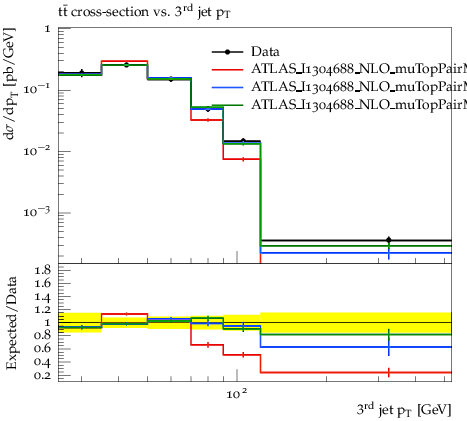 tt̄ cross-section vs. 3rd jet pT
Data
ATLAS_I1304688_NLO_muTopPairM
ATLAS_I1304688_NLO_muTopPairM
ATLAS_I1304688_NLO_muTopPairM
dσ/dpT [pb/GeV]
1
10−1
10−2
10−3
Expected/Data
1.8
1.6
1.4
1.2
1
0.8
0.6
0.4
0.2
10 2
3rd jet pT [GeV]